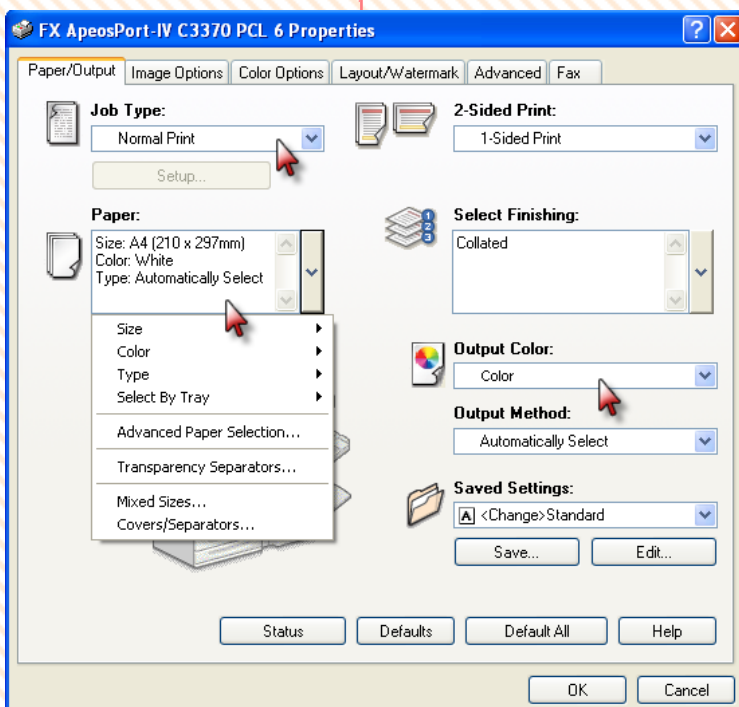 FX ApeosPort-IV C3370 PCL 6 Properties
Paper/Output Image Options Color Options Layout/Watermark Advanced Fax
Job Type:
Normal Print
Setup...
2-Sided Print:
1-Sided Print
Paper:
Size: A4 (210 x 297mm)
Color: White
Type: Automatically Select
Select Finishing:
Collated
1
2
3
Size
Color
Type
Select By Tray
Advanced Paper Selection...
Transparency Separators...
Mixed Sizes...
Covers/Separators...
Output Color:
Color
Output Method:
Automatically Select
Saved Settings:
A <Change>Standard
Save... Edit...
Status Defaults Default All Help
OK Cancel